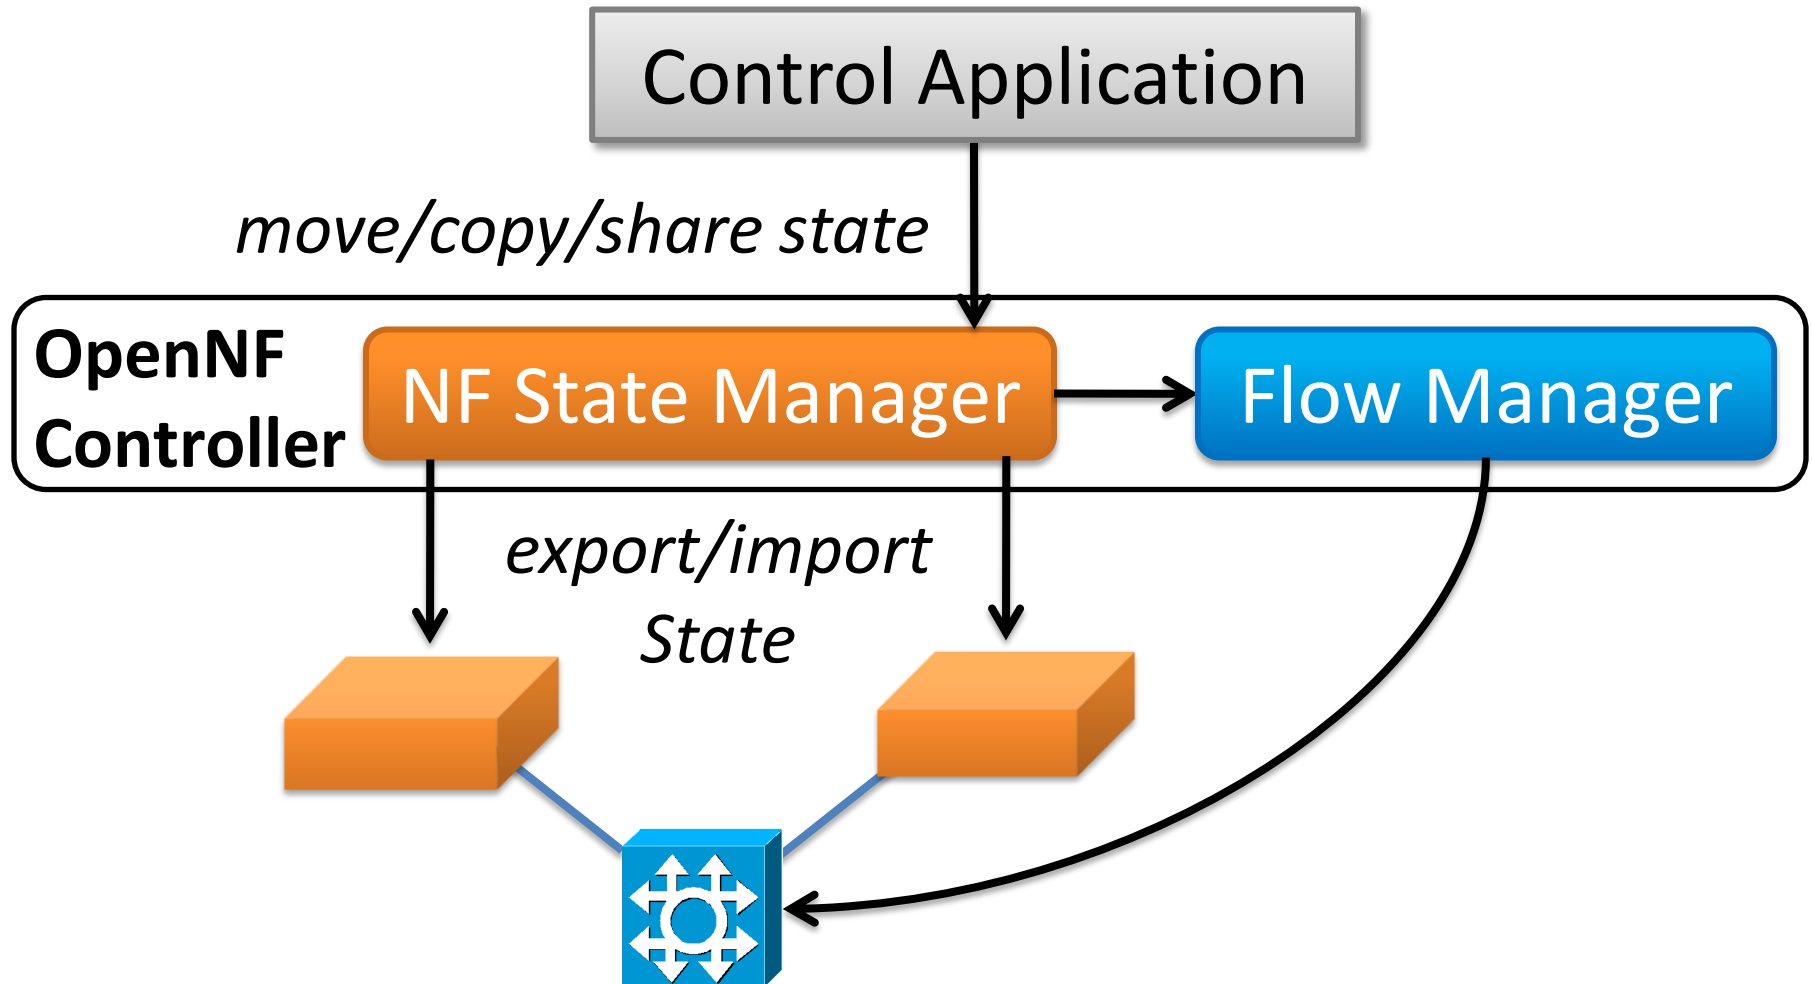 Control Application
move/copy/share state
OpenNF
Controller
NF State Manager
Flow Manager
export/import
State